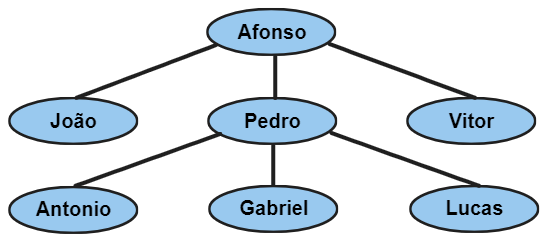 Afonso
João
Pedro
Vitor
Antonio
Gabriel
Lucas